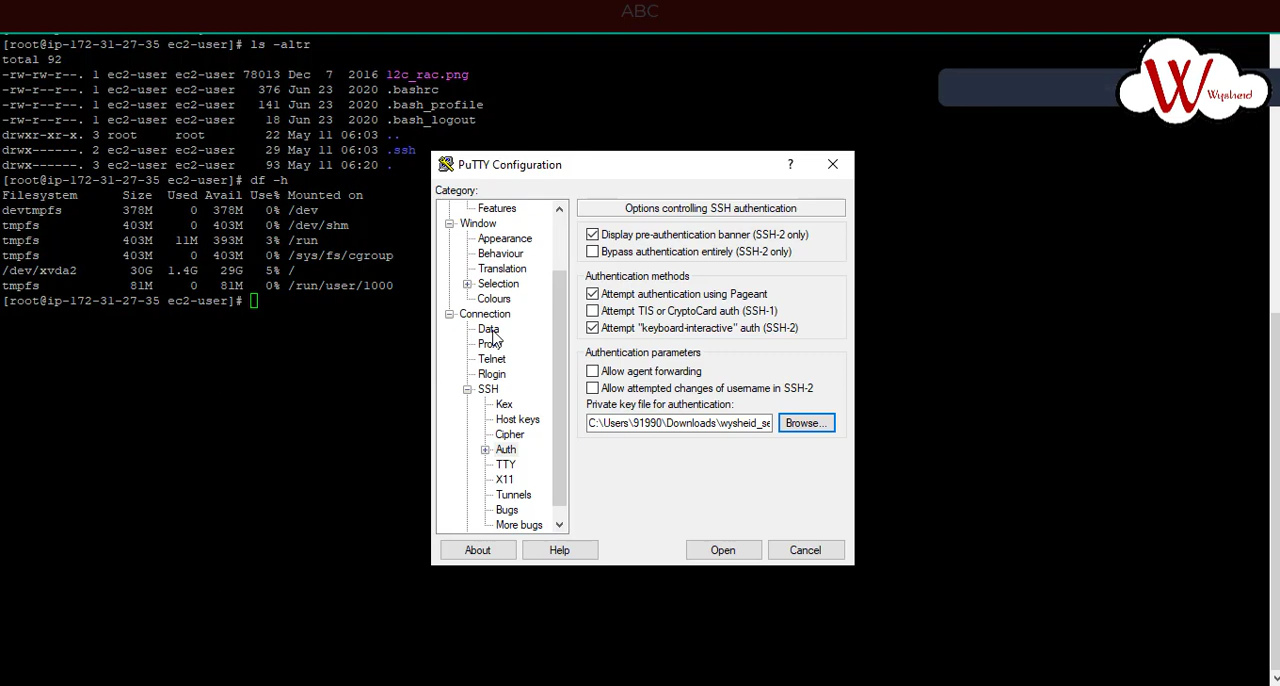 ABC
[root@ip-172-31-27-35 ec2-user]# ls -altr
total 92
-rw-rw-r--. 1 ec2-user ec2-user 78013 Dec 7 2016 12c_rac.png
-rw-r--r--. 1 ec2-user ec2-user 376 Jun 23 2020 .bashrc
-rw-r--r--. 1 ec2-user ec2-user 141 Jun 23 2020 .bash_profile
-rw-r--r--. 1 ec2-user ec2-user 18 Jun 23 2020 .bash_logout
drwxr-xr-x. 3 root root 22 May 11 06:03 ..
drwx------. 2 ec2-user ec2-user 29 May 11 06:03 .ssh
drwx------. 3 ec2-user ec2-user 93 May 11 06:20 .
[root@ip-172-31-27-35 ec2-user]# df -h
Filesystem Size Used Avail Use% Mounted on
devtmpfs 378M 0 378M 0% /dev
tmpfs 403M 0 403M 0% /dev/shm
tmpfs 403M 11M 393M 3% /run
tmpfs 403M 0 403M 0% /sys/fs/cgroup
/dev/xvda2 30G 1.4G 29G 5% /
tmpfs 81M 0 81M 0% /run/user/1000
[root@ip-172-31-27-35 ec2-user]#
W Wysheid
PuTTY Configuration
? X
Category:
Features
Window
Appearance
Behaviour
Translation
Selection
Colours
Connection
Data
Proxy
Telnet
Rlogin
SSH
Kex
Host keys
Cipher
Auth
TTY
X11
Tunnels
Bugs
More bugs
Options controlling SSH authentication
Display pre-authentication banner (SSH-2 only)
Bypass authentication entirely (SSH-2 only)
Authentication methods
Attempt authentication using Pageant
Attempt TIS or CryptoCard auth (SSH-1)
Attempt "keyboard-interactive" auth (SSH-2)
Authentication parameters
Allow agent forwarding
Allow attempted changes of username in SSH-2
Private key file for authentication:
C:\Users\91990\Downloads\wysheid_se
Browse...
About
Help
Open
Cancel